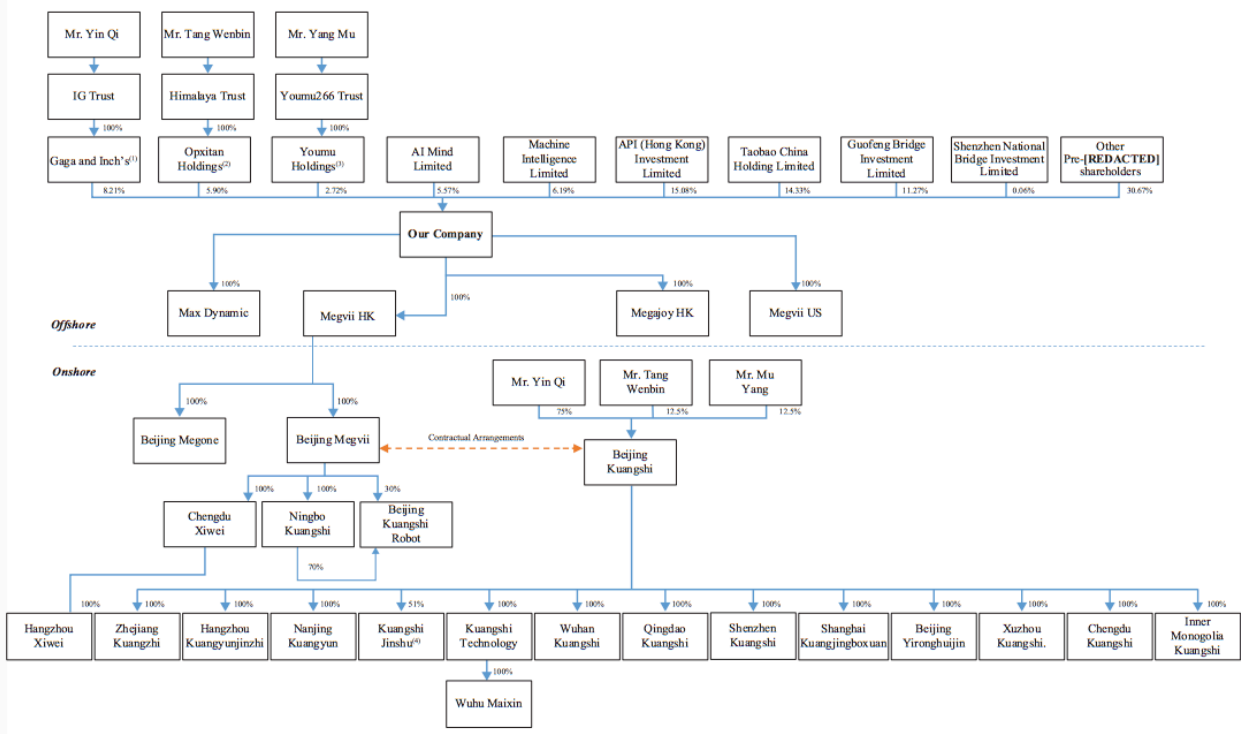 Mr. Yin Qi
Mr. Tang Wenbin
Mr. Yang Mu
IG Trust
Himalaya Trust
Youmu266 Trust
100%
100%
100%
Gaga and Inch's(1)
Opxitan
Holdings(2)
Youmu
Holdings(3)
AI Mind
Limited
Machine
Intelligence
Limited
API (Hong Kong)
Investment
Limited
Taobao China
Holding Limited
Guofeng Bridge
Investment
Limited
Shenzhen National
Bridge Investment
Limited
Other
Pre-[REDACTED]
shareholders
8.21%
5.90%
2.72%
5.57%
6.19%
15.08%
14.33%
11.27%
0.06%
30.67%
Our Company
100%
100%
100%
100%
Max Dynamic
Megvii HK
Megajoy HK
Megvii US
Offshore
Onshore
Mr. Yin Qi
Mr. Tang
Wenbin
Mr. Mu
Yang
75%
12.5%
12.5%
100%
100%
Beijing Megone
Beijing Megvii
Contractual Arrangements
Beijing
Kuangshi
100%
100%
30%
Chengdu
Xiwei
Ningbo
Kuangshi
Beijing
Kuangshi
Robot
70%
100%
100%
100%
100%
51%
100%
100%
100%
100%
100%
100%
100%
100%
100%
Hangzhou
Xiwei
Zhejiang
Kuangzhi
Hangzhou
Kuangyunjinzhi
Nanjing
Kuangyun
Kuangshi
Jinshu(4)
Kuangshi
Technology
Wuhan
Kuangshi
Qingdao
Kuangshi
Shenzhen
Kuangshi
Shanghai
Kuangjingboxuan
Beijing
Yironghuijin
Xuzhou
Kuangshi.
Chengdu
Kuangshi
Inner
Monogolia
Kuangshi
100%
Wuhu Maixin